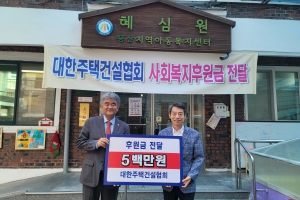 혜심원
지역아동복지센터
대한주택건설협회 사회복지후원금 전달
후원금 전달
5백만원
대한주택건설협회